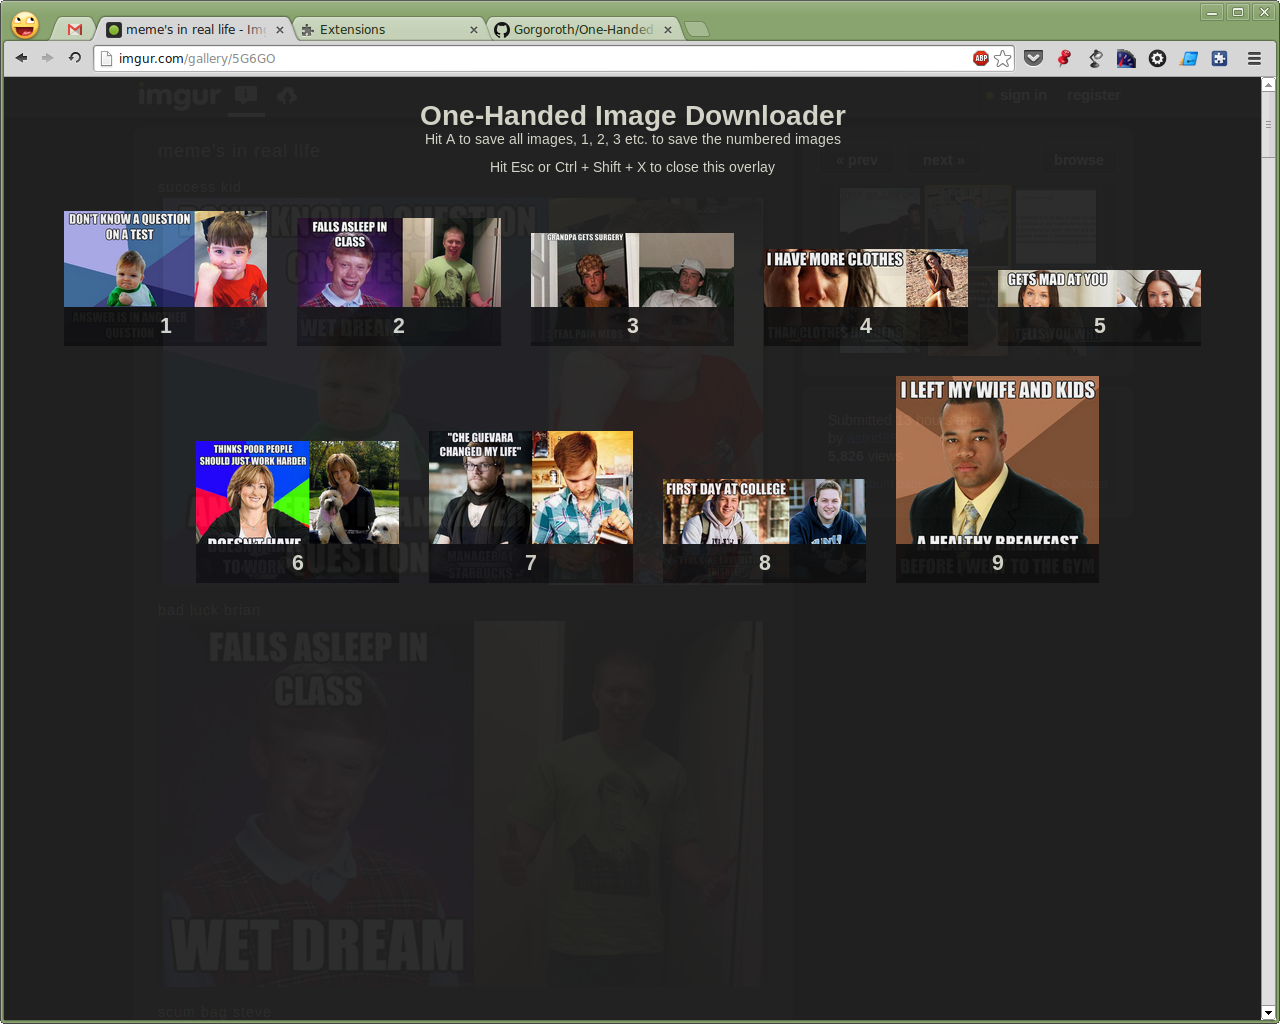 meme's in real life - Im
Extensions
Gorgoroth/One-Handed
imgur.com/gallery/5G6GO
ABP
imgur
sign in
register
One-Handed Image Downloader
Hit A to save all images, 1, 2, 3 etc. to save the numbered images
Hit Esc or Ctrl + Shift + X to close this overlay
meme's in real life
« prev
next »
browse
success kid
DON'T KNOW A QUESTION
ON A TEST
ANSWER IS IN ANOTHER
QUESTION
1
FALLS ASLEEP IN
CLASS
WET DREAM
2
GRANDPA GETS SURGERY
STEAL PAIN MEDS
3
I HAVE MORE CLOTHES
THAN CLOTHES HANGERS
4
GETS MAD AT YOU
TELLS YOU WHY
5
THINKS POOR PEOPLE
SHOULD JUST WORK HARDER
DOESN'T HAVE
TO WORK
6
"CHE GUEVARA
CHANGED MY LIFE"
MANAGER BY
STARBUCKS
7
FIRST DAY AT COLLEGE
8
I LEFT MY WIFE AND KIDS
A HEALTHY BREAKFAST
BEFORE I WENT TO THE GYM
9
Submitted 13 hours
by
5,826 views
bad luck brian
FALLS ASLEEP IN
CLASS
WET DREAM
scum bag steve